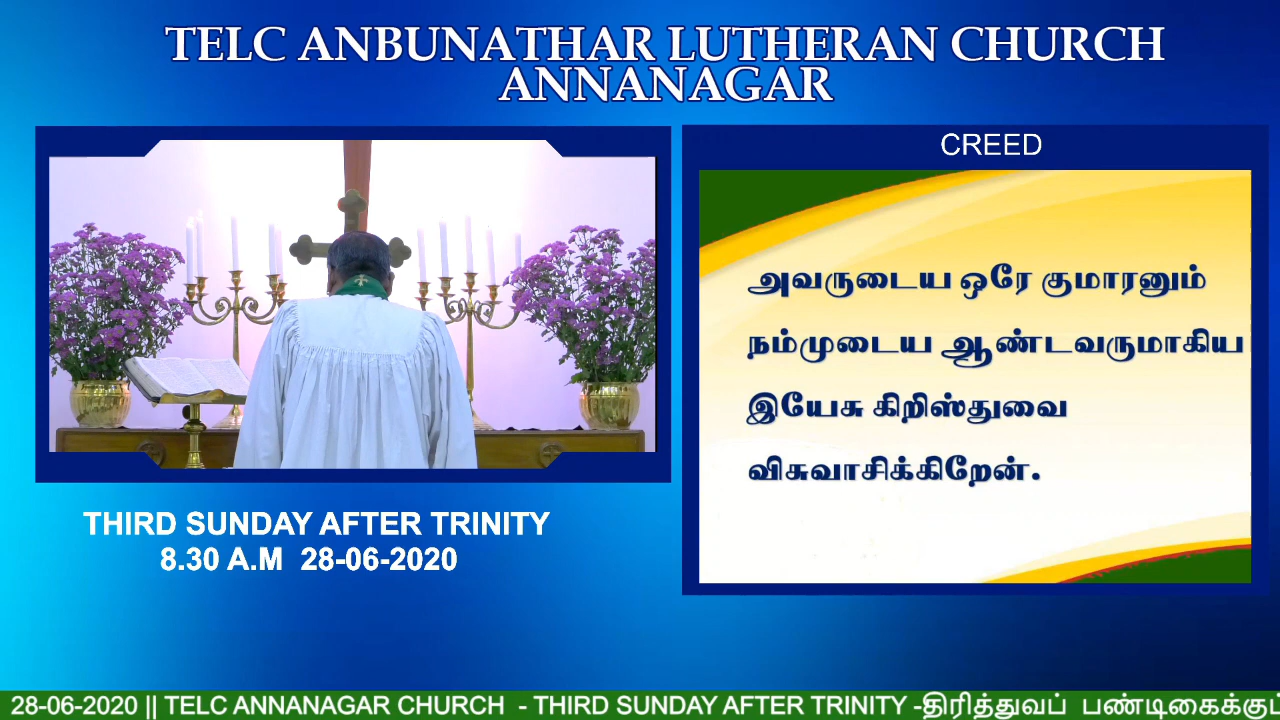 TELC ANBUNATHAR LUTHERAN CHURCH
ANNANAGAR
CREED
அவருடைய ஒரே குமாரனும்
நம்முடைய ஆண்டவருமாகிய
இயேசு கிறிஸ்துவை
விசுவாசிக்கிறேன்.
THIRD SUNDAY AFTER TRINITY
8.30 A.M 28-06-2020
28-06-2020 || TELC ANNANAGAR CHURCH - THIRD SUNDAY AFTER TRINITY -திரித்துவப்